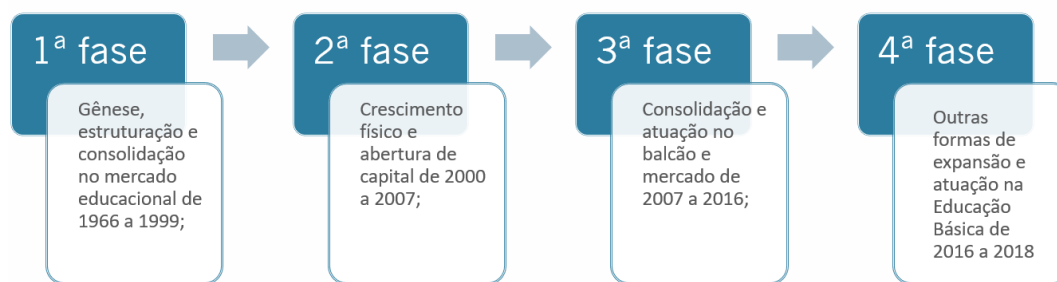 1ª fase
Gênese,
estruturação e
consolidação
no mercado
educacional de
1966 a 1999;
2ª fase
Crescimento
físico e
abertura de
capital de 2000
a 2007;
3ª fase
Consolidação e
atuação no
balcão e
mercado de
2007 a 2016;
4ª fase
Outras
formas de
expansão e
atuação na
Educação
Básica de
2016 a 2018